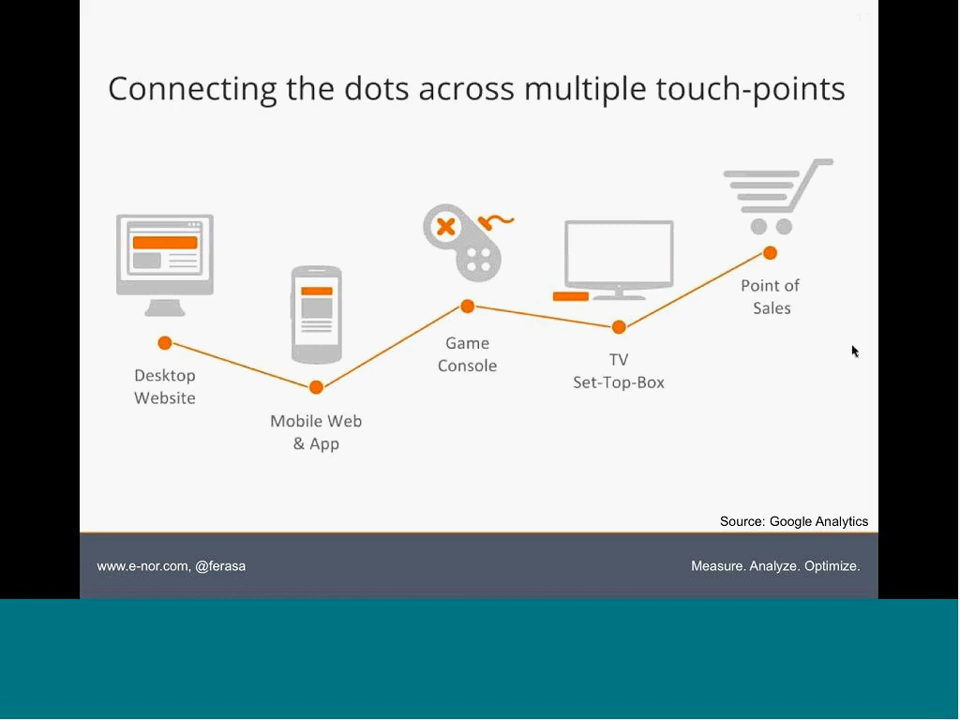 Connecting the dots across multiple touch-points
Desktop
Website
Mobile Web
& App
Game
Console
TV
Set-Top-Box
Point of
Sales
Source: Google Analytics
www.e-nor.com, @ferasa
Measure. Analyze. Optimize.